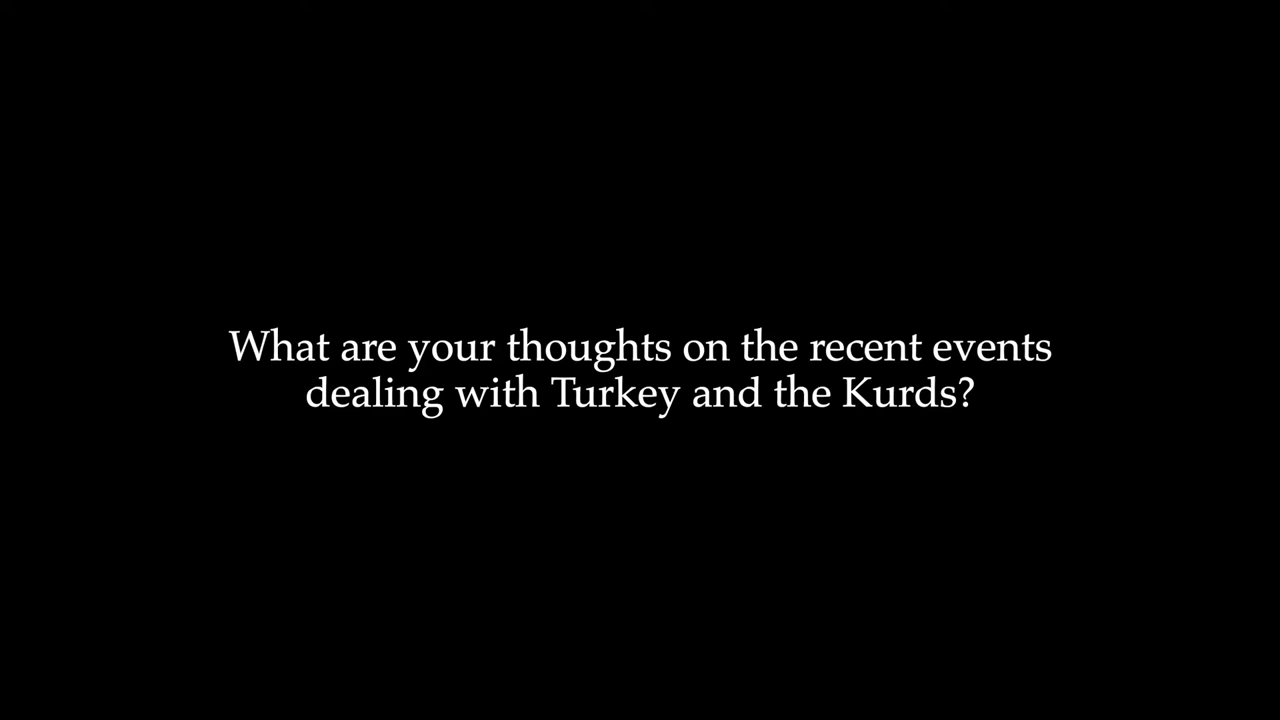 What are your thoughts on the recent events
dealing with Turkey and the Kurds?